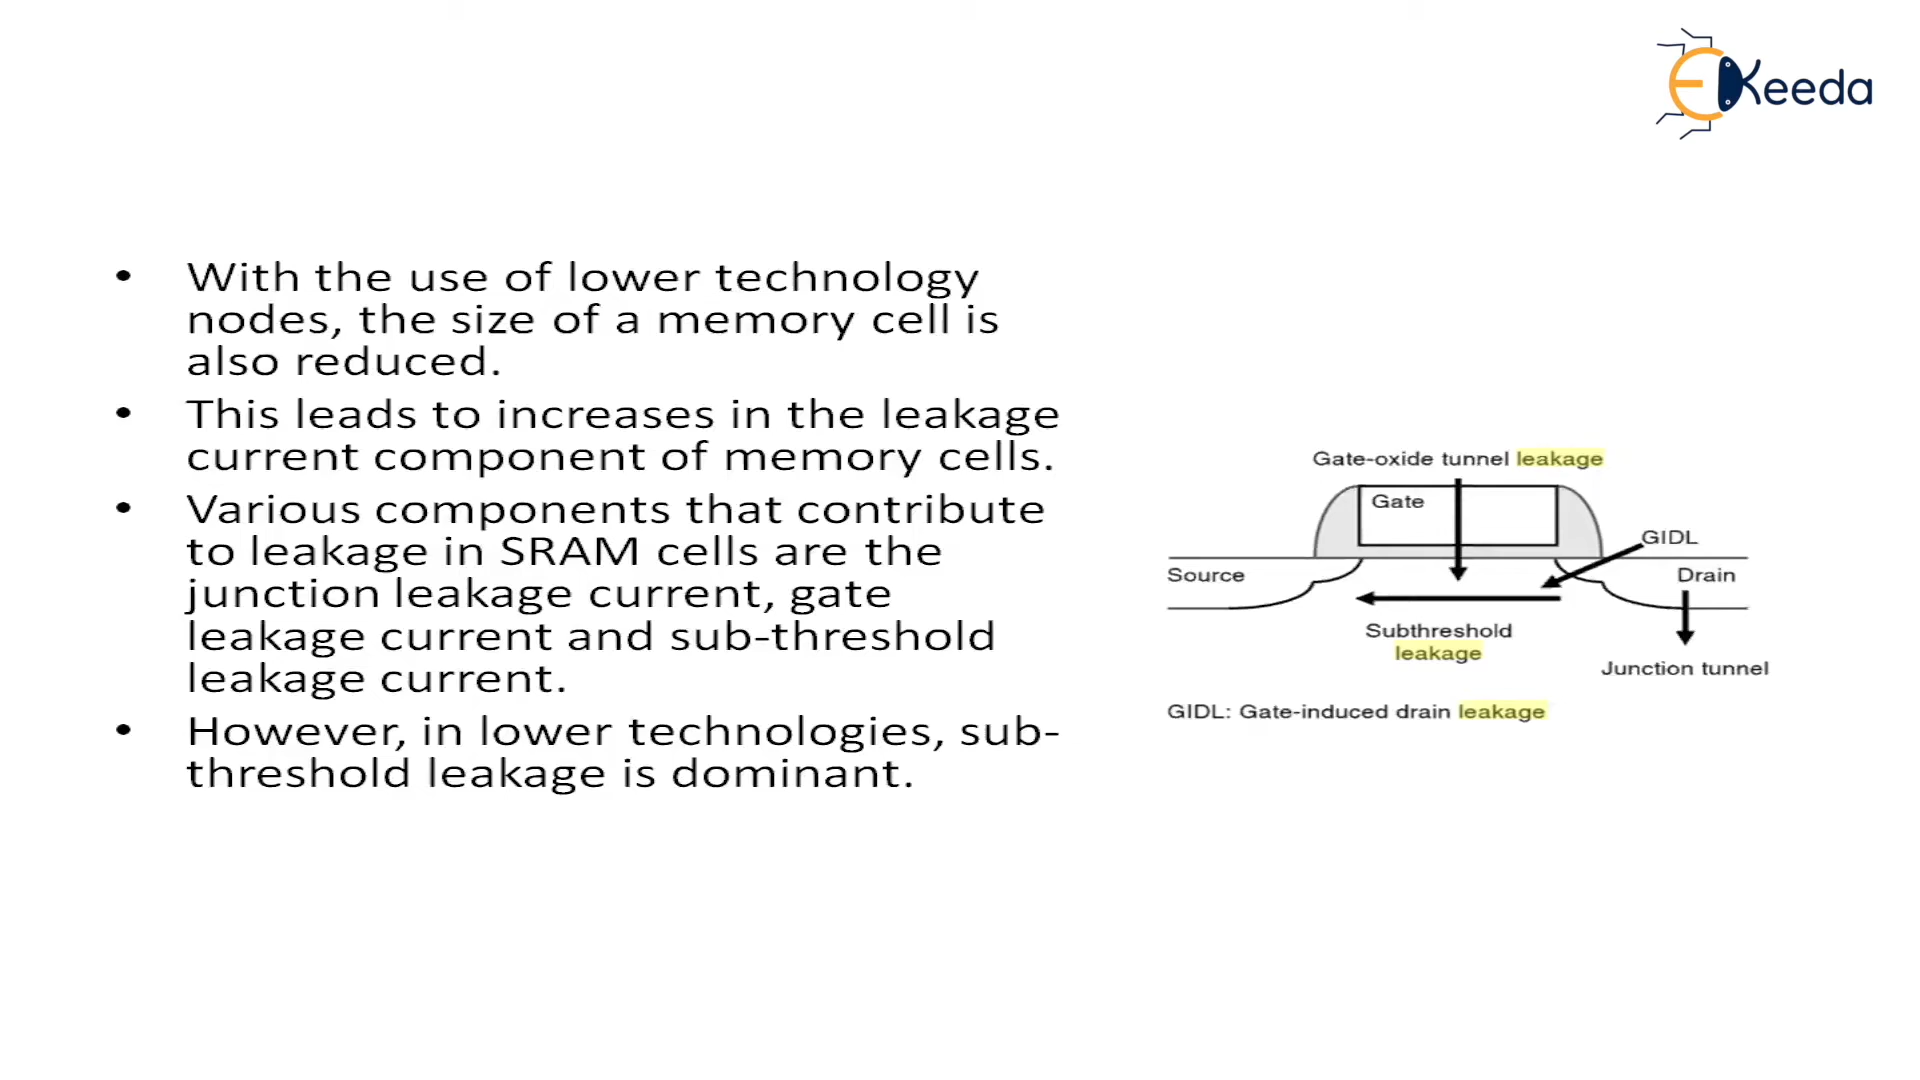 EKeeda
• With the use of lower technology
nodes, the size of a memory cell is
also reduced.
• This leads to increases in the leakage
current component of memory cells.
• Various components that contribute
to leakage in SRAM cells are the
junction leakage current, gate
leakage current and sub-threshold
leakage current.
• However, in lower technologies, sub-
threshold leakage is dominant.
Gate-oxide tunnel leakage
Gate
GIDL
Source
Drain
Subthreshold
leakage
Junction tunnel
GIDL: Gate-induced drain leakage